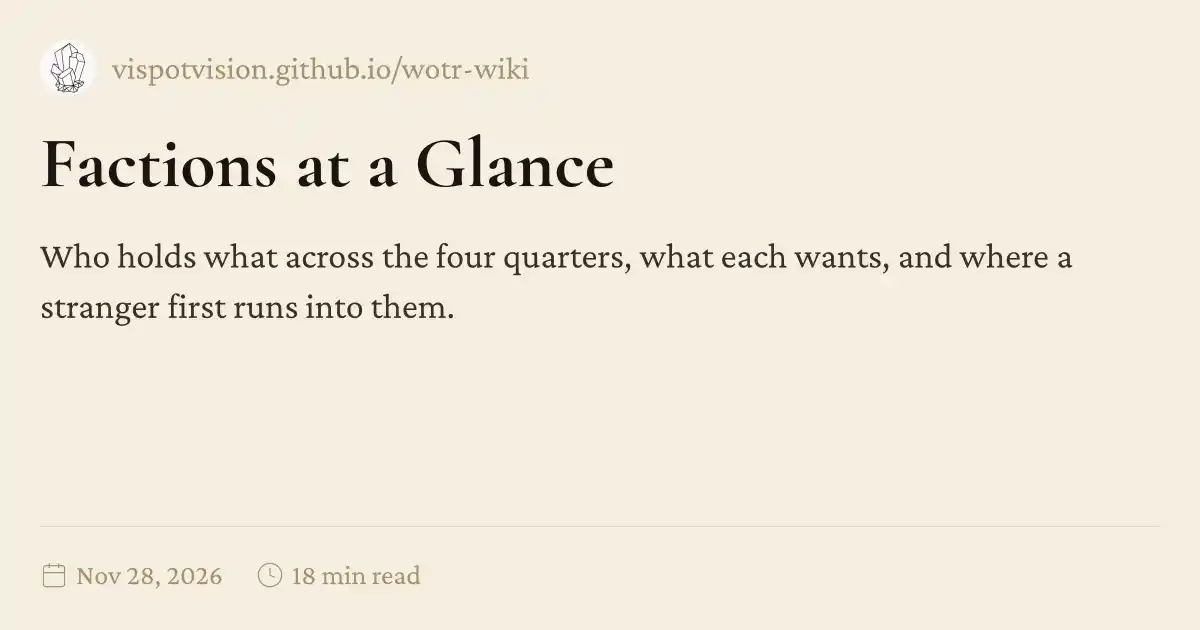 vispotvision.github.io/wotr-wiki
Factions at a Glance
Who holds what across the four quarters, what each wants, and where a
stranger first runs into them.
Nov 28, 2026
18 min read